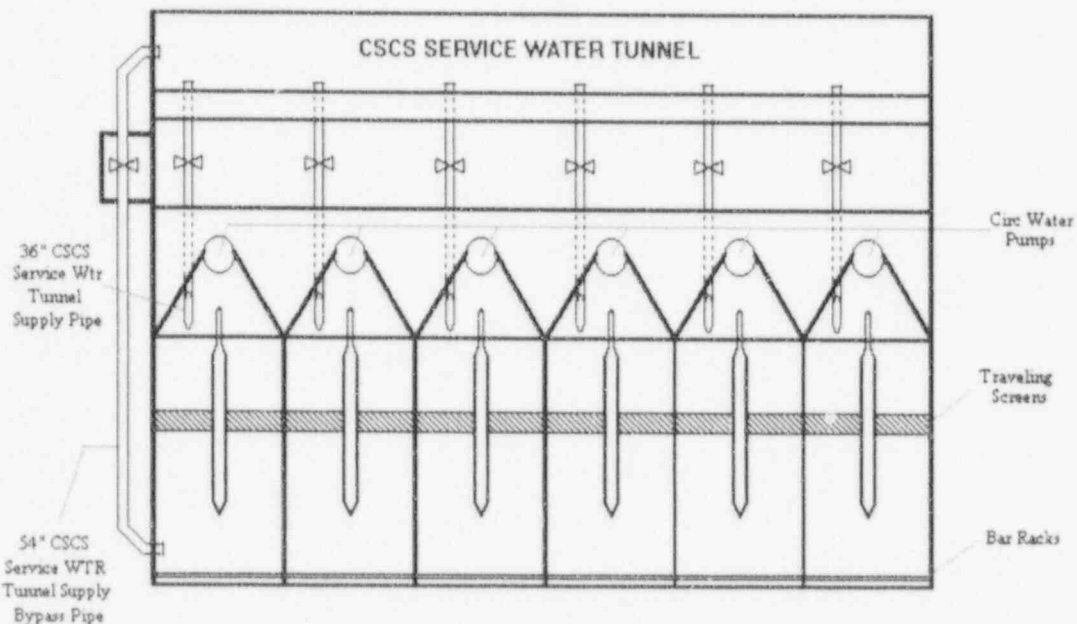 CSCS SERVICE WATER TUNNEL
Circ Water
Pumps
36" CSCS
Service Wtr
Tunnel
Supply Pipe
Traveling
Screens
54" CSCS
Service WTR
Tunnel Supply
Bypass Pipe
Bar Racks